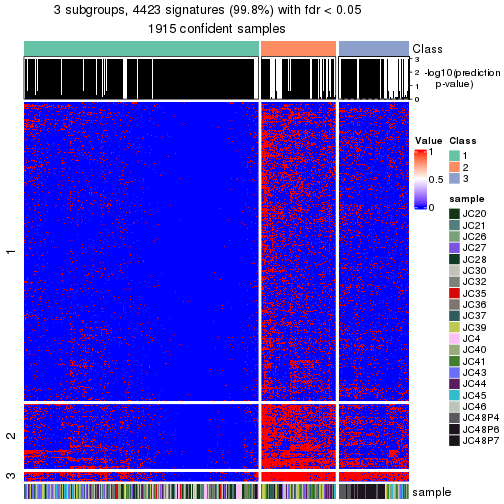 3 subgroups, 4423 signatures (99.8%) with fdr < 0.05
1915 confident samples
Class
3
2
1
0
-log10(prediction
p-value)
Value
1
0.5
0
Class
1
2
3
sample
JC20
JC21
JC26
JC27
JC28
JC30
JC32
JC35
JC36
JC37
JC39
JC4
JC40
JC41
JC43
JC44
JC45
JC46
JC48P4
JC48P6
JC48P7
1
2
3
sample